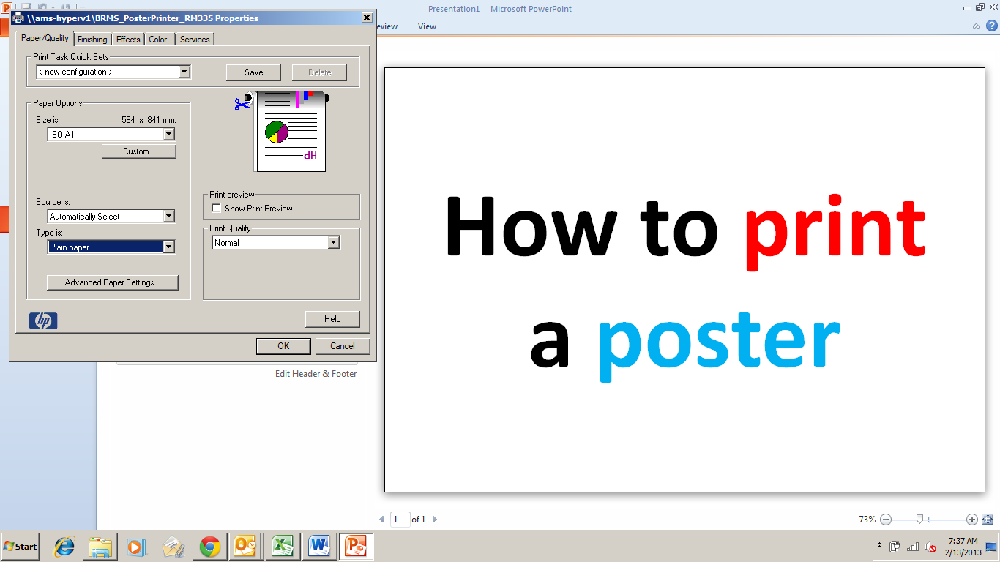 Presentation1 - Microsoft PowerPoint
\\ams-hyperv1\BRMS_PosterPrinter_RM335 Properties
eview View
Paper/Quality Finishing Effects Color Services
Print Task Quick Sets
< new configuration > Save Delete
Paper Options
Size is: 594 x 841 mm.
ISO A1
Custom...
Source is:
Automatically Select
Type is:
Plain paper
Advanced Paper Settings...
Print preview
Show Print Preview
Print Quality
Normal
hp
Help
OK Cancel
Edit Header & Footer
How to print
a poster
1 of 1 73%
Start
7:37 AM
2/13/2013